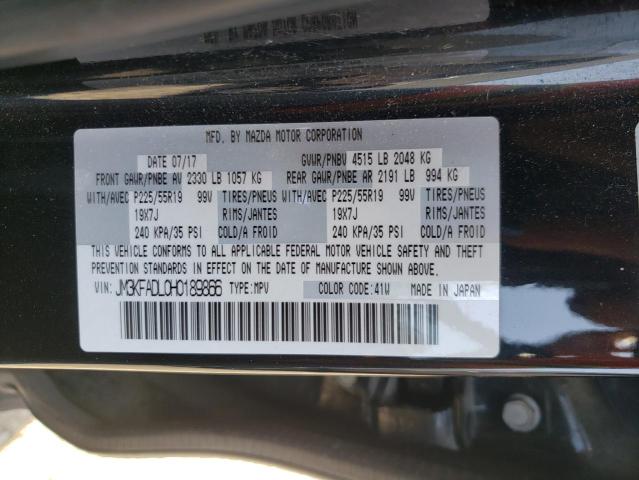 MFD. BY MAZDA MOTOR CORPORATION
DATE 07/17 GVWR/PNBV 4515 LB 2048 KG
FRONT GAWR/PNBE AV 2330 LB 1057 KG REAR GAWR/PNBE AR 2191 LB 994 KG
WITH/AVEC P225/55R19 99V TIRES/PNEUS WITH/AVEC P225/55R19 99V TIRES/PNEUS
19X7J RIMS/JANTES 19X7J RIMS/JANTES
240 KPA/35 PSI COLD/A FROID 240 KPA/35 PSI COLD/A FROID
THIS VEHICLE CONFORMS TO ALL APPLICABLE FEDERAL MOTOR VEHICLE SAFETY AND THEFT
PREVENTION STANDARDS IN EFFECT ON THE DATE OF MANUFACTURE SHOWN ABOVE.
VIN: JM3KFADL0H0189866 TYPE:MPV COLOR CODE:41W MADE IN JAPAN